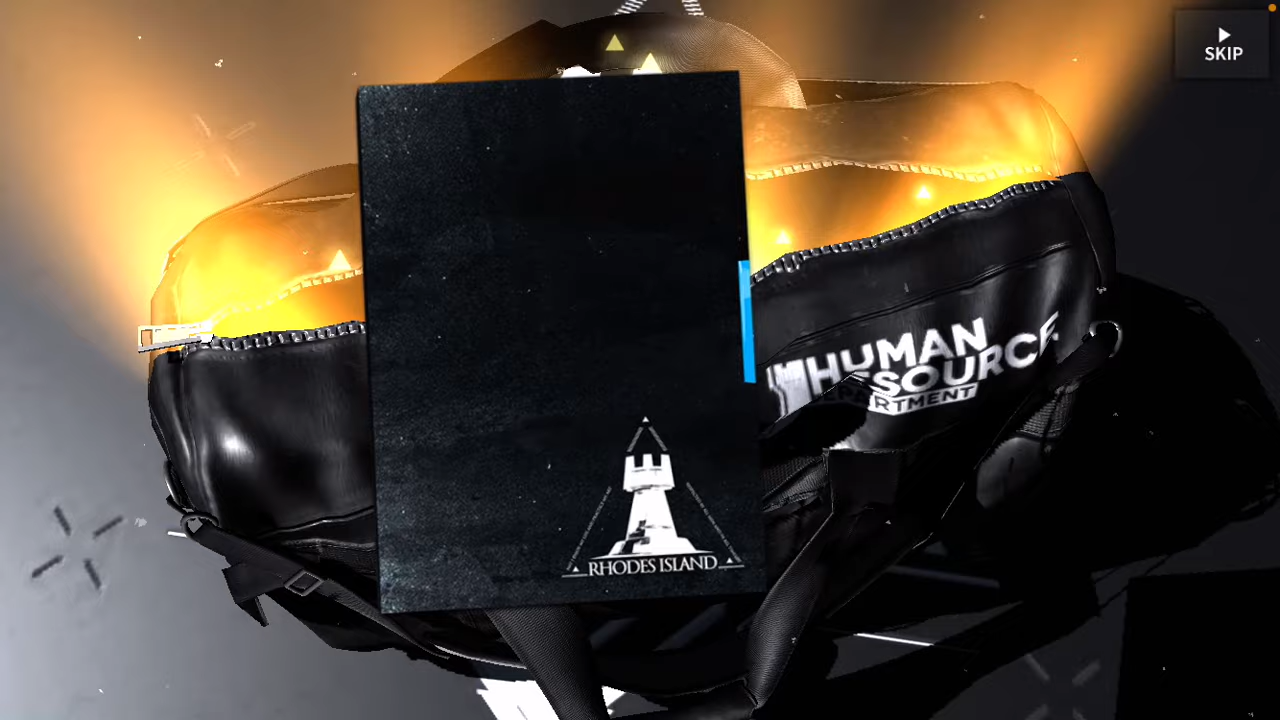 SKIP
HUMAN
RESOURCE
DEPARTMENT
RHODES ISLAND